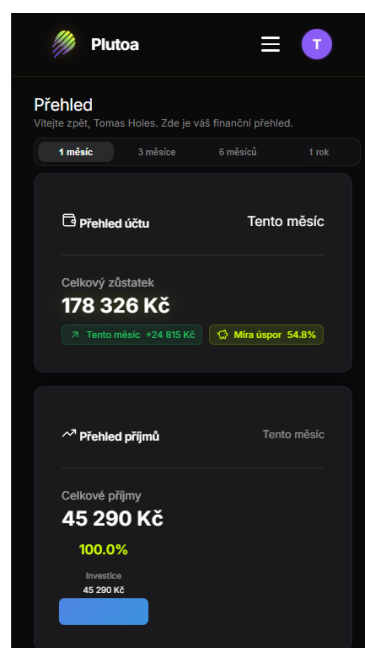 Plutoa
T
Přehled
Vítejte zpět, Tomas Holes. Zde je váš finanční přehled.
1 měsíc 3 měsíce 6 měsíců 1 rok
Přehled účtu Tento měsíc
Celkový zůstatek
178 326 Kč
Tento měsíc +24 815 Kč Míra úspor 54.8%
Přehled příjmů Tento měsíc
Celkové příjmy
45 290 Kč
100.0%
Investice
45 290 Kč